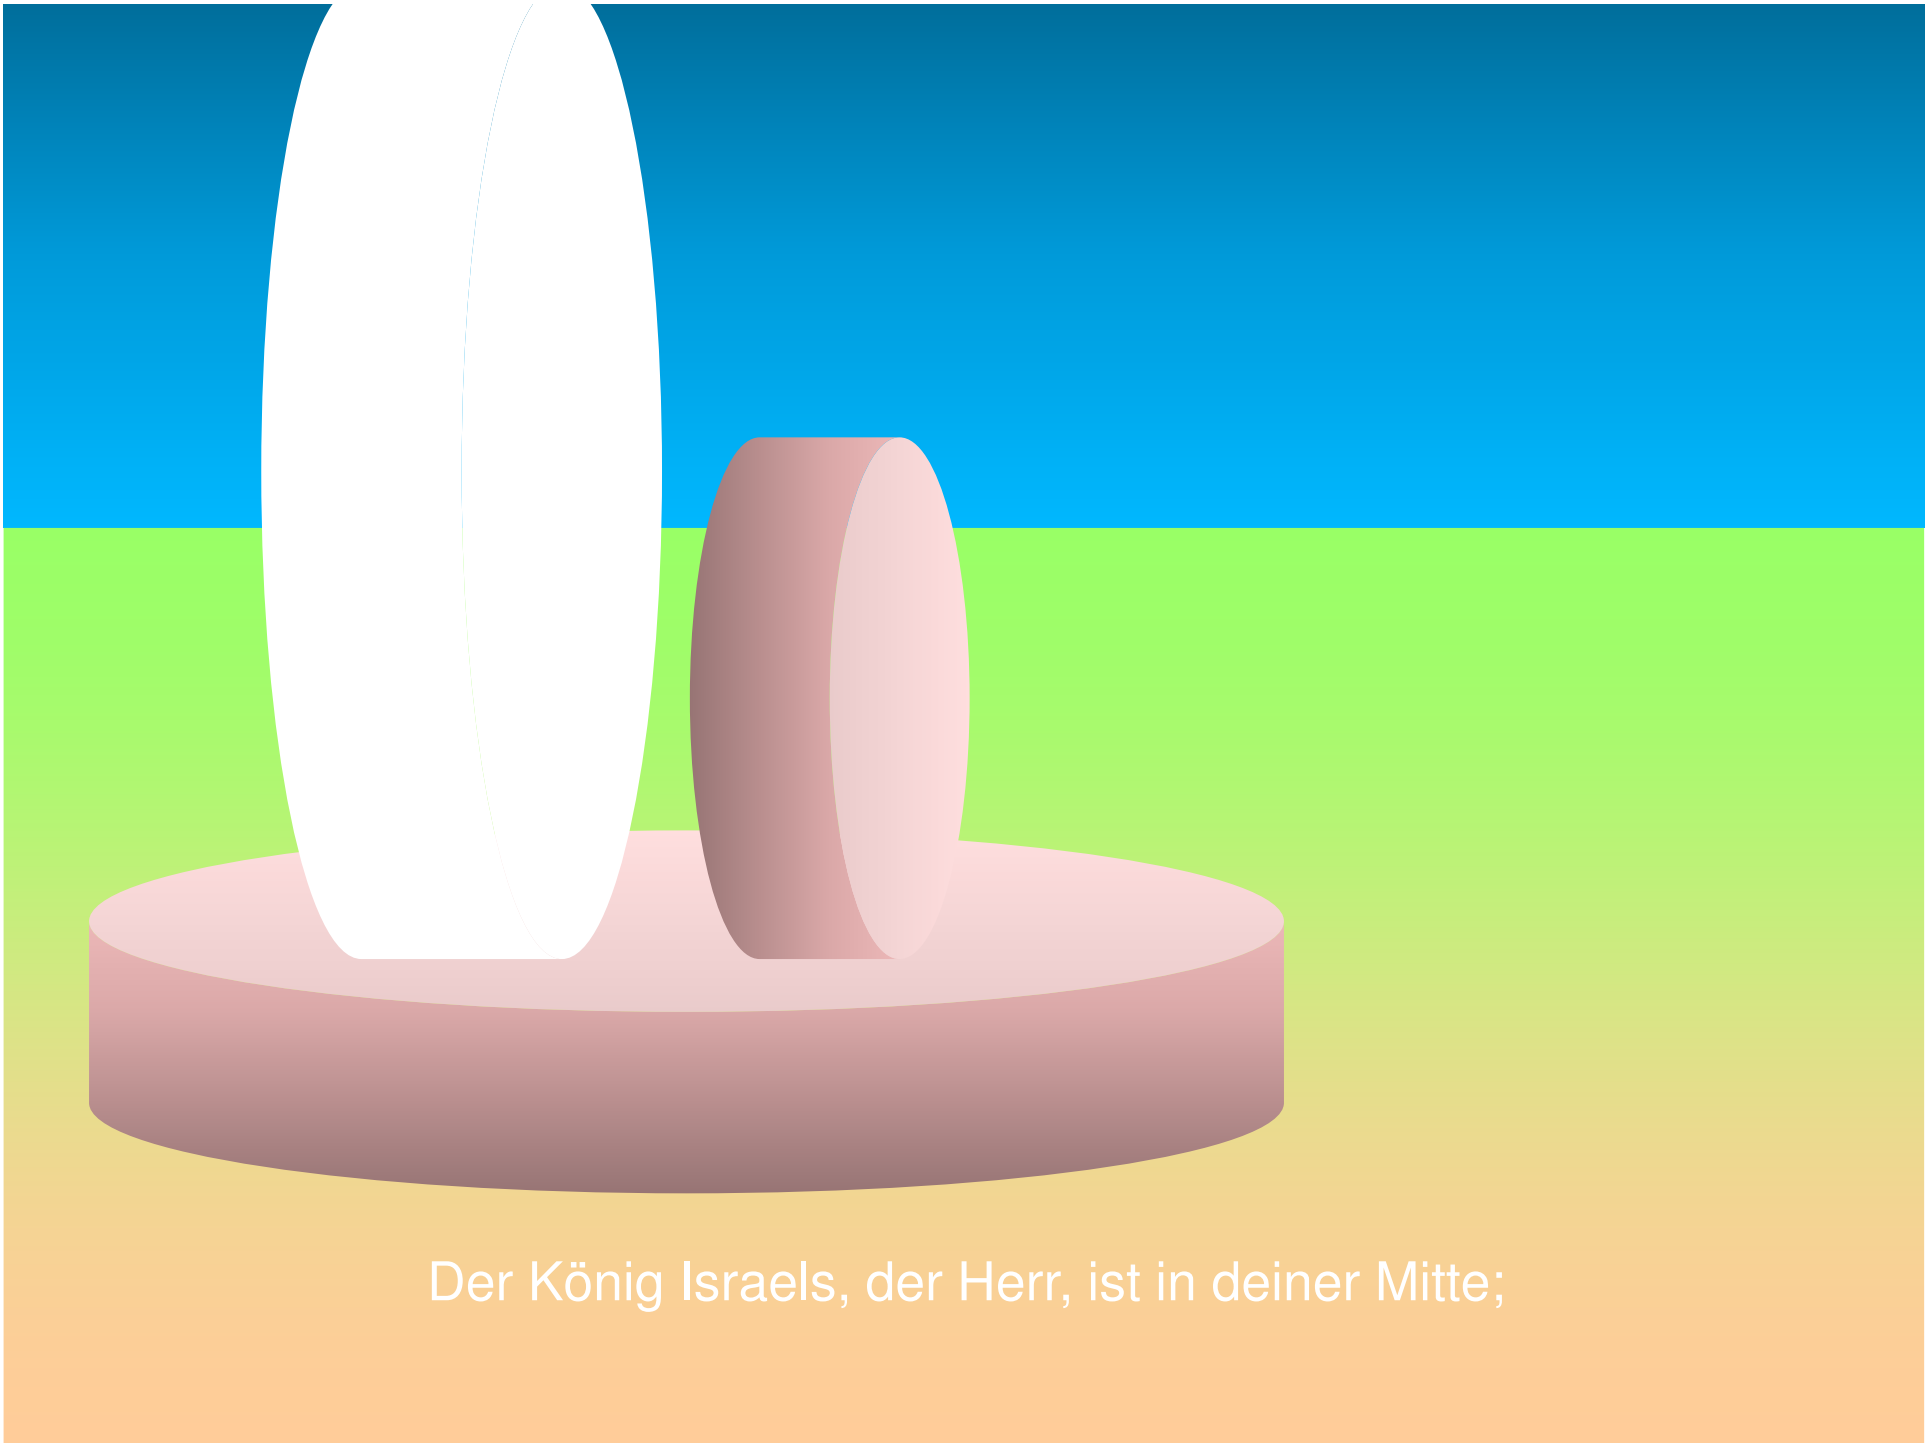 Der König Israels, der Herr, ist in deiner Mitte;